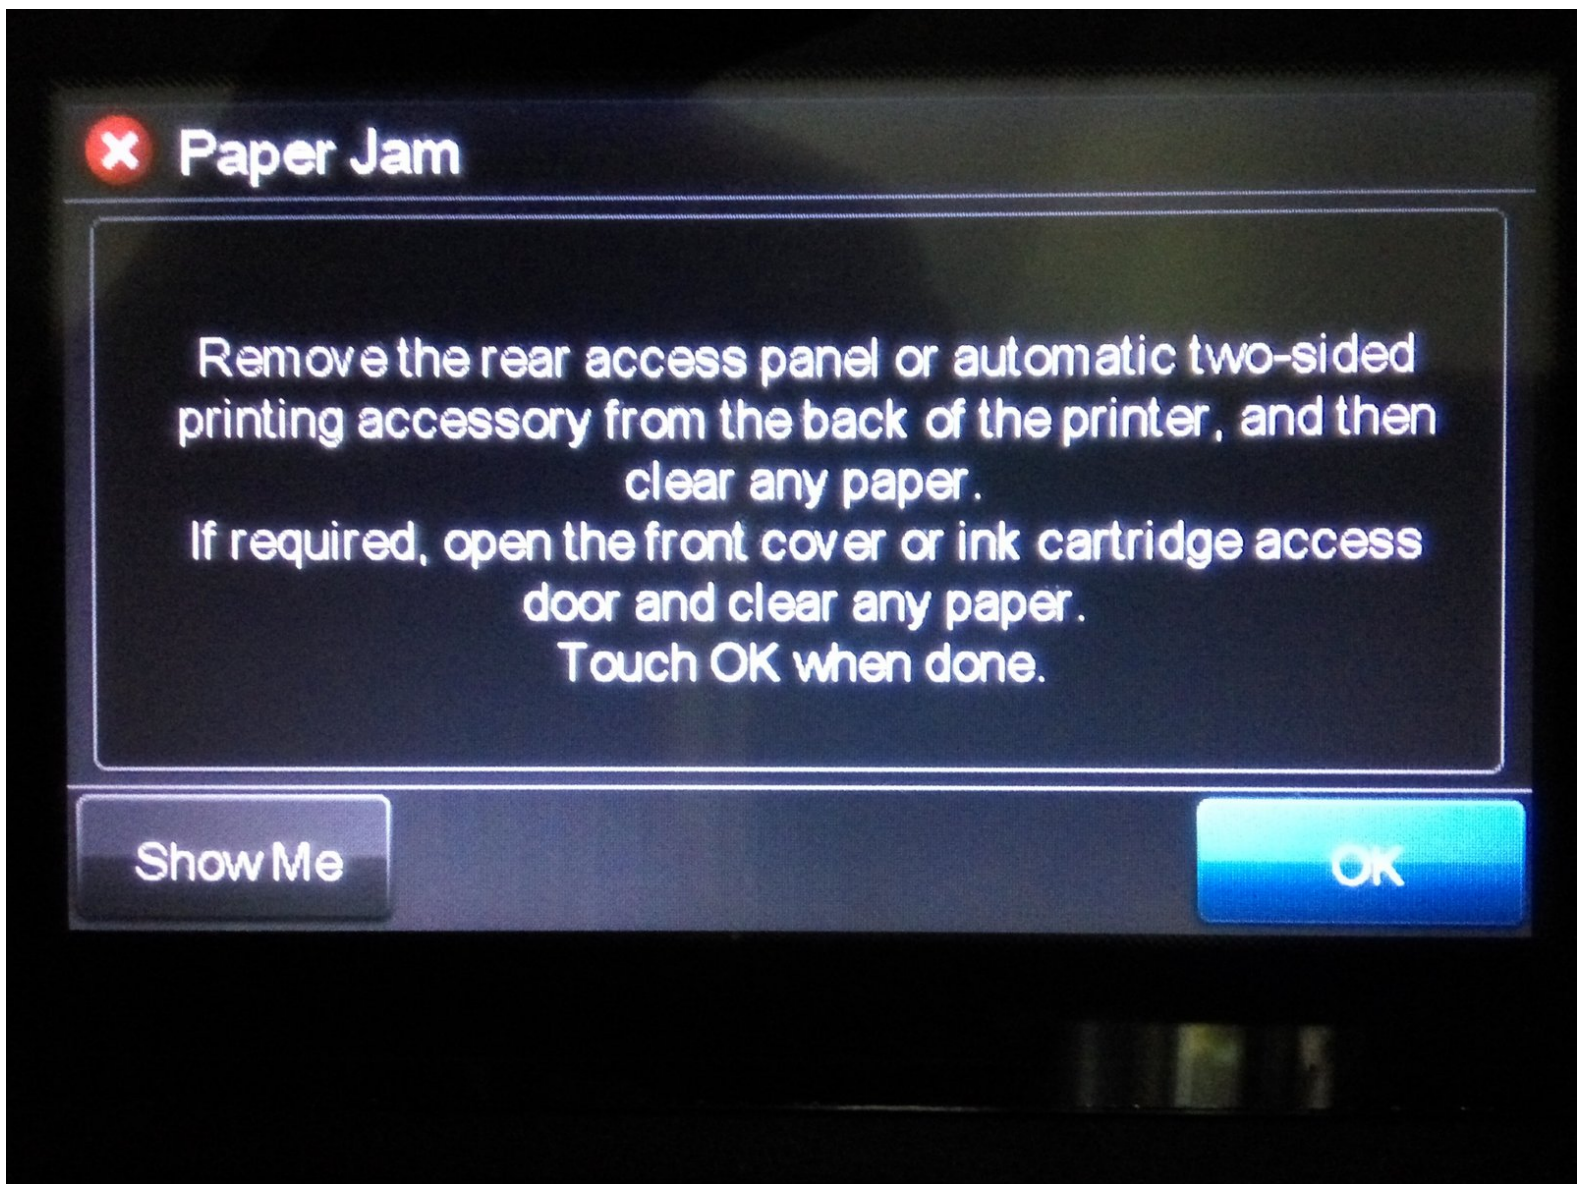 Paper Jam
Remove the rear access panel or automatic two-sided
printing accessory from the back of the printer, and then
clear any paper.
If required, open the front cover or ink cartridge access
door and clear any paper.
Touch OK when done.
Show Me
OK